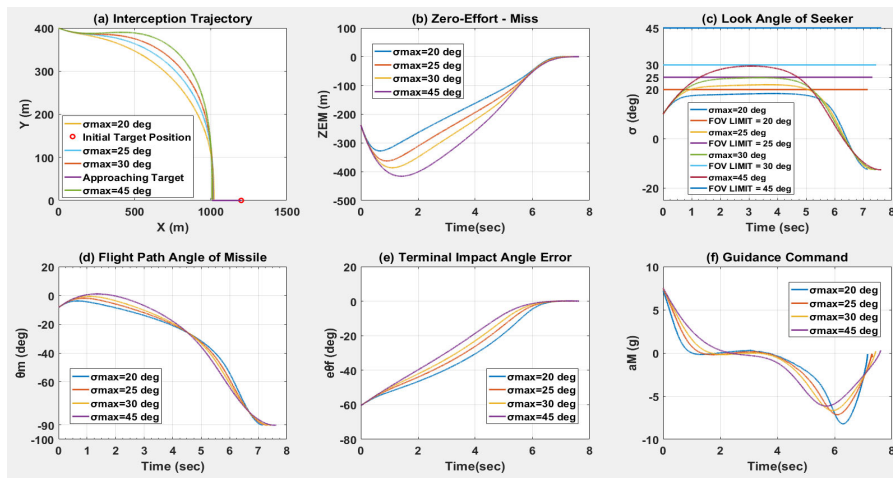 (a) Interception Trajectory
400
300
200
100
0
Y (m)
σmax=20 deg
Initial Target Position
σmax=25 deg
σmax=30 deg
Approaching Target
σmax=45 deg
0 500 1000 1500
X (m)
(b) Zero-Effort - Miss
100
0
-100
-200
-300
-400
-500
ZEM (m)
σmax=20 deg
σmax=25 deg
σmax=30 deg
σmax=45 deg
0 2 4 6 8
Time(sec)
(c) Look Angle of Seeker
45
30
25
20
0
-20
σ (deg)
σmax=20 deg
FOV LIMIT = 20 deg
σmax=25 deg
FOV LIMIT = 25 deg
σmax=30 deg
FOV LIMIT = 30 deg
σmax=45 deg
FOV LIMIT = 45 deg
0 1 2 3 4 5 6 7 8
Time (sec)
(d) Flight Path Angle of Missile
20
0
-20
-40
-60
-80
-90
-100
θm (deg)
σmax=20 deg
σmax=25 deg
σmax=30 deg
σmax=45 deg
0 1 2 3 4 5 6 7 8
Time (sec)
(e) Terminal Impact Angle Error
20
0
-20
-40
-60
-80
eθf (deg)
σmax=20 deg
σmax=25 deg
σmax=30 deg
σmax=45 deg
0 2 4 6 8
Time(sec)
(f) Guidance Command
10
5
0
-5
-10
aM (g)
σmax=20 deg
σmax=25 deg
σmax=30 deg
σmax=45 deg
0 2 4 6 8
Time(sec)